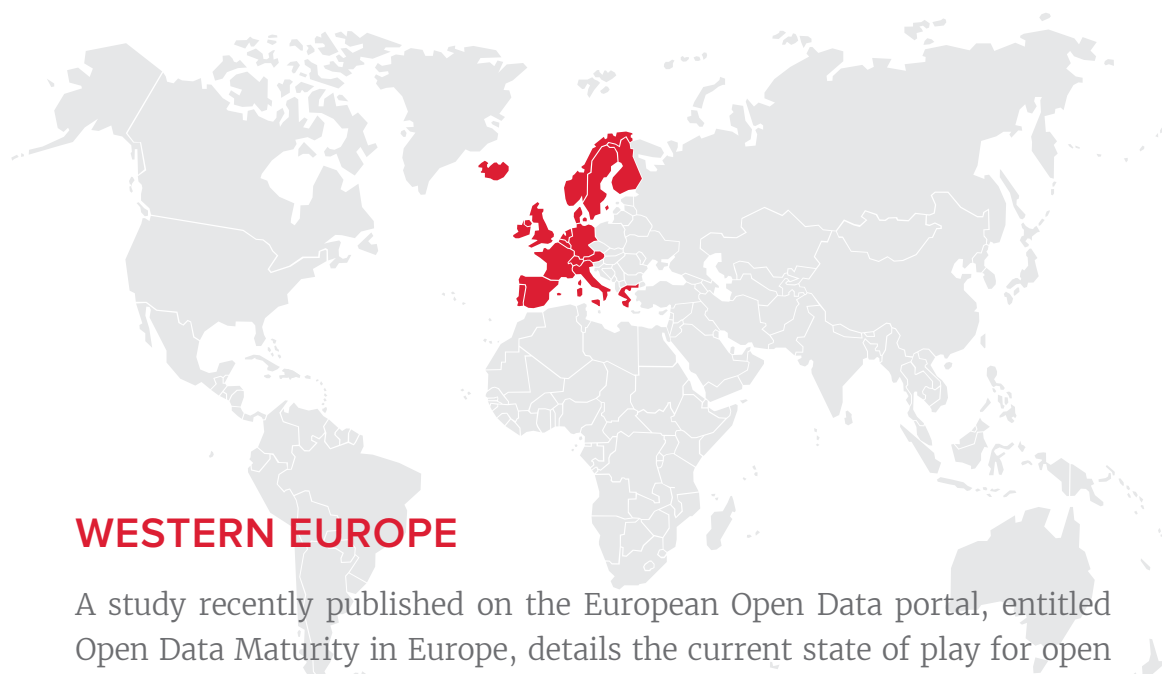 WESTERN EUROPE
A study recently published on the European Open Data portal, entitled
Open Data Maturity in Europe, details the current state of play for open